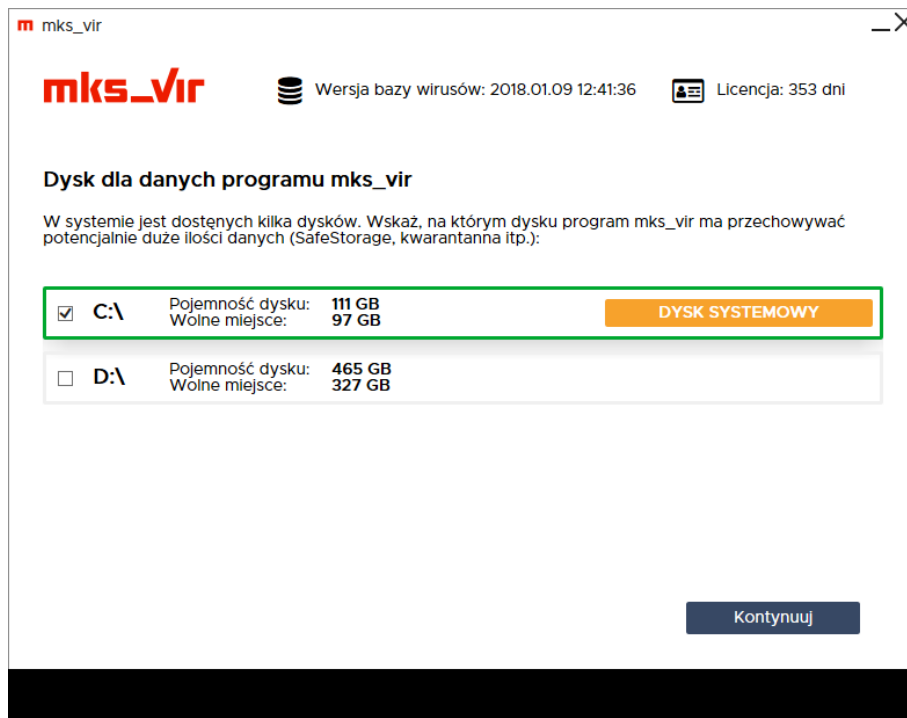 mks_vir
mks_vir
Wersja bazy wirusów: 2018.01.09 12:41:36
Licencja: 353 dni
Dysk dla danych programu mks_vir
W systemie jest dostępnych kilka dysków. Wskaż, na którym dysku program mks_vir ma przechowywać
potencjalnie duże ilości danych (SafeStorage, kwarantanna itp.):
C:\ Pojemność dysku: 111 GB
Wolne miejsce: 97 GB
DYSK SYSTEMOWY
D:\ Pojemność dysku: 465 GB
Wolne miejsce: 327 GB
Kontynuuj